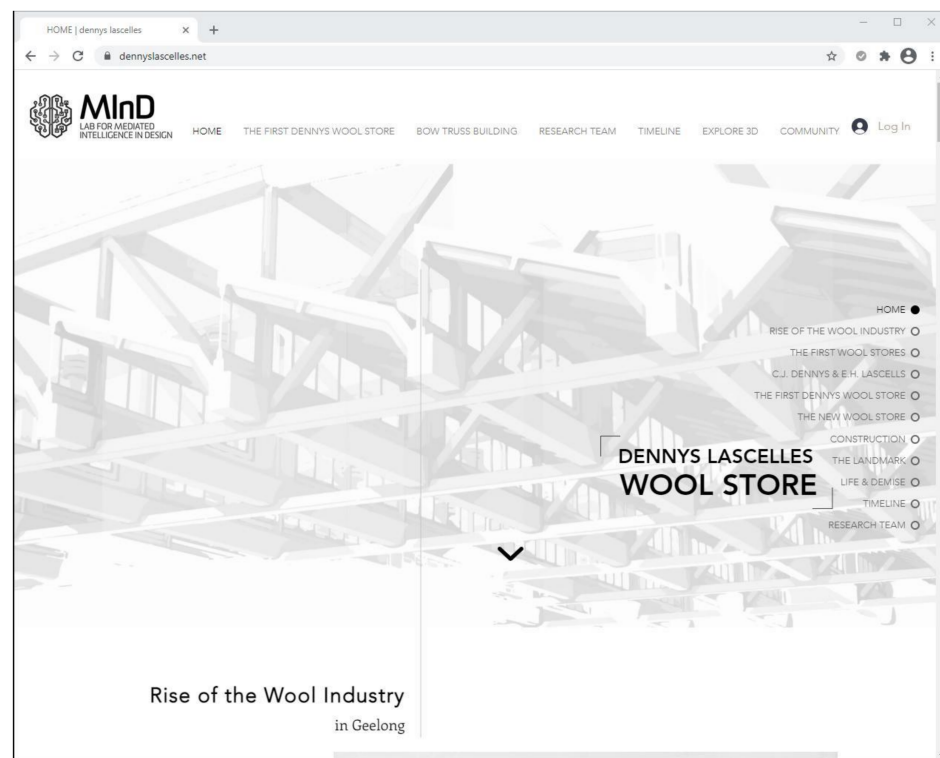 HOME | dennys lascelles
dennyslascelles.net
MInD
LAB FOR MEDIATED
INTELLIGENCE IN DESIGN
HOME THE FIRST DENNYS WOOL STORE BOW TRUSS BUILDING RESEARCH TEAM TIMELINE EXPLORE 3D COMMUNITY Log In
HOME
RISE OF THE WOOL INDUSTRY
THE FIRST WOOL STORES
C.J. DENNYS & E.H. LASCELLS
THE FIRST DENNYS WOOL STORE
THE NEW WOOL STORE
CONSTRUCTION
THE LANDMARK
LIFE & DEMISE
TIMELINE
RESEARCH TEAM
DENNYS LASCELLES
WOOL STORE
Rise of the Wool Industry
in Geelong